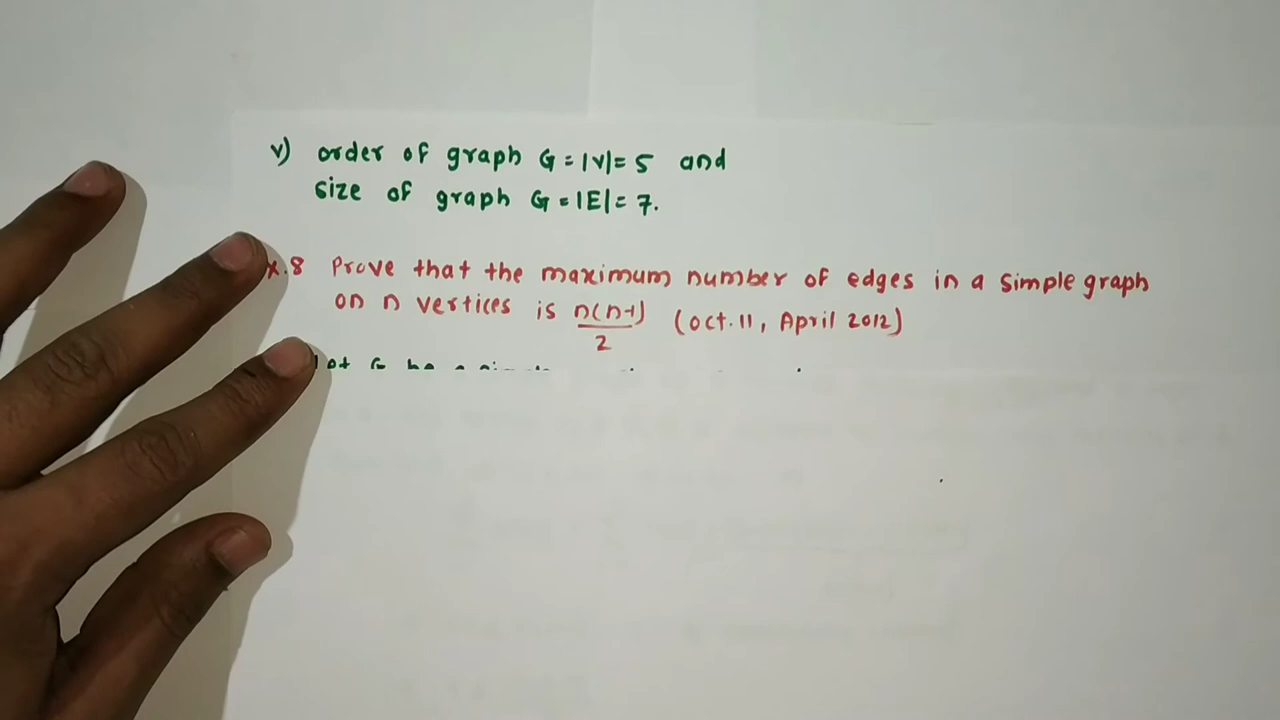 v) order of graph G = |V| = 5 and
size of graph G = |E| = 7.
x.8 Prove that the maximum number of edges in a simple graph
on n vertices is n(n-1)/2 (oct.11, April 2012)